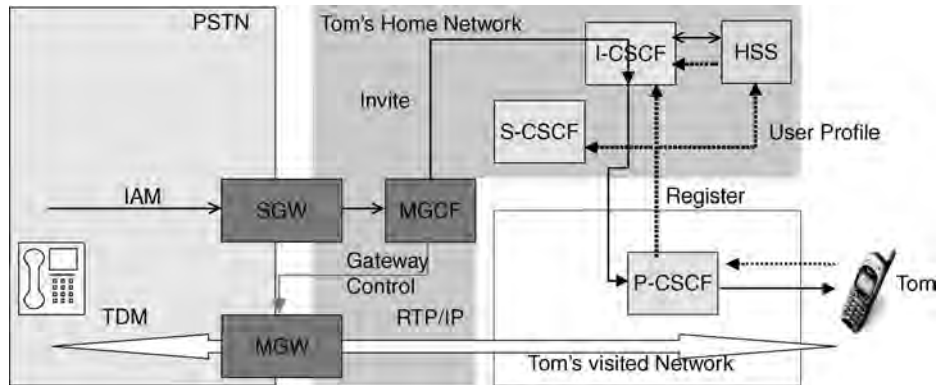 PSTN
Tom's Home Network
I-CSCF
HSS
Invite
S-CSCF
User Profile
IAM
SGW
MGCF
Register
Gateway
Control
P-CSCF
Tom
TDM
RTP/IP
MGW
Tom's visited Network